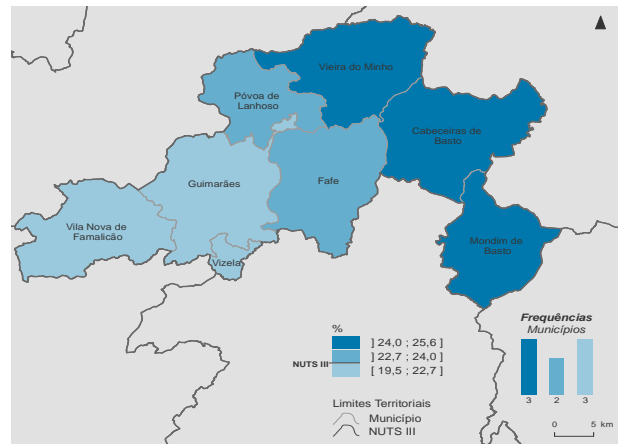 Vieira do Minho
Póvoa de
Lanhoso
Cabeceiras de
Basto
Guimarães
Fafe
Vila Nova de
Famalicão
Mondim de
Basto
Vizela
%
] 24,0 ; 25,6 ]
] 22,7 ; 24,0 ]
NUTS III
[ 19,5 ; 22,7 ]
Limites Territoriais
Município
NUTS III
Frequências
Municípios
3 2 3
0 5 km